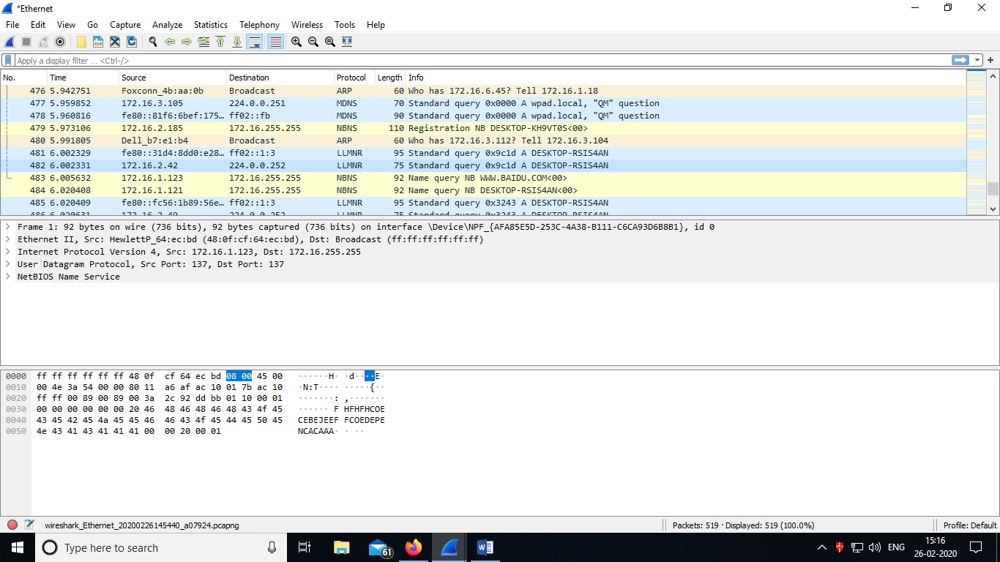 *Ethernet
File Edit View Go Capture Analyze Statistics Telephony Wireless Tools Help
Apply a display filter ... <Ctrl-/>
No. Time Source Destination Protocol Length Info
476 5.942751 Foxconn_4b:aa:0b Broadcast ARP 60 Who has 172.16.6.45? Tell 172.16.1.18
477 5.959852 172.16.3.105 224.0.0.251 MDNS 70 Standard query 0x0000 A wpad.local, "QM" question
478 5.960816 fe80::81f6:6bef:175… ff02::fb MDNS 90 Standard query 0x0000 A wpad.local, "QM" question
479 5.973106 172.16.2.185 172.16.255.255 NBNS 110 Registration NB DESKTOP-KH9VT0S<00>
480 5.991805 Dell_b7:e1:b4 Broadcast ARP 60 Who has 172.16.3.112? Tell 172.16.3.104
481 6.002329 fe80::31d4:8dd0:e28… ff02::1:3 LLMNR 95 Standard query 0x9c1d A DESKTOP-RSIS4AN
482 6.002331 172.16.2.42 224.0.0.252 LLMNR 75 Standard query 0x9c1d A DESKTOP-RSIS4AN
483 6.005632 172.16.1.123 172.16.255.255 NBNS 92 Name query NB WWW.BAIDU.COM<00>
484 6.020408 172.16.1.121 172.16.255.255 NBNS 92 Name query NB DESKTOP-RSIS4AN<00>
485 6.020409 fe80::fc56:1b89:56e… ff02::1:3 LLMNR 95 Standard query 0x3243 A DESKTOP-RSIS4AN
486 6.020631 172.16.2.49 224.0.0.252 LLMNR 75 Standard query 0x3243 A DESKTOP-RSIS4AN
Frame 1: 92 bytes on wire (736 bits), 92 bytes captured (736 bits) on interface \Device\NPF_{AFA85E5D-253C-4A38-B111-C6CA93D6B8B1}, id 0
Ethernet II, Src: HewlettP_64:ec:bd (48:0f:cf:64:ec:bd), Dst: Broadcast (ff:ff:ff:ff:ff:ff)
Internet Protocol Version 4, Src: 172.16.1.123, Dst: 172.16.255.255
User Datagram Protocol, Src Port: 137, Dst Port: 137
NetBIOS Name Service
0000 ff ff ff ff ff ff 48 0f cf 64 ec bd 08 00 45 00 ······H· ·d····E·
0010 00 4e 3a 54 00 00 80 11 a6 af ac 10 01 7b ac 10 ·N:T···· ·····{··
0020 ff ff 00 89 00 89 00 3a 2c 92 dd bb 01 10 00 01 ·······: ,·······
0030 00 00 00 00 00 00 20 46 48 46 48 46 48 43 4f 45 ······ F HFHFHCOE
0040 43 45 42 45 4a 45 45 46 46 43 4f 45 44 45 50 45 CEBEJEEF FCOEDEPE
0050 4e 43 41 43 41 41 41 00 00 20 00 01 NCACAAA· · ··
wireshark_Ethernet_20200226145440_a07924.pcapng
Packets: 519 · Displayed: 519 (100.0%)
Profile: Default
Type here to search
61
ENG
15:16
26-02-2020